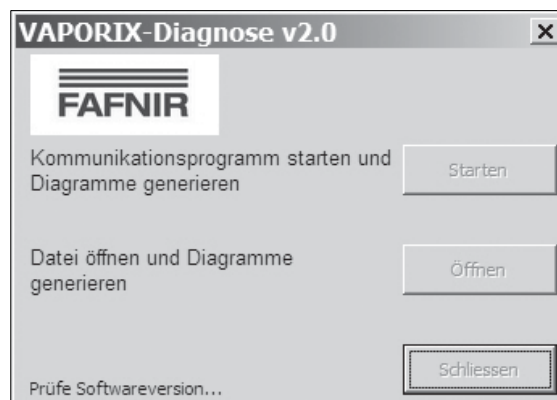 VAPORIX-Diagnose v2.0
FAFNIR
Kommunikationsprogramm starten und
Diagramme generieren
Starten
Datei öffnen und Diagramme
generieren
Öffnen
Schliessen
Prüfe Softwareversion...